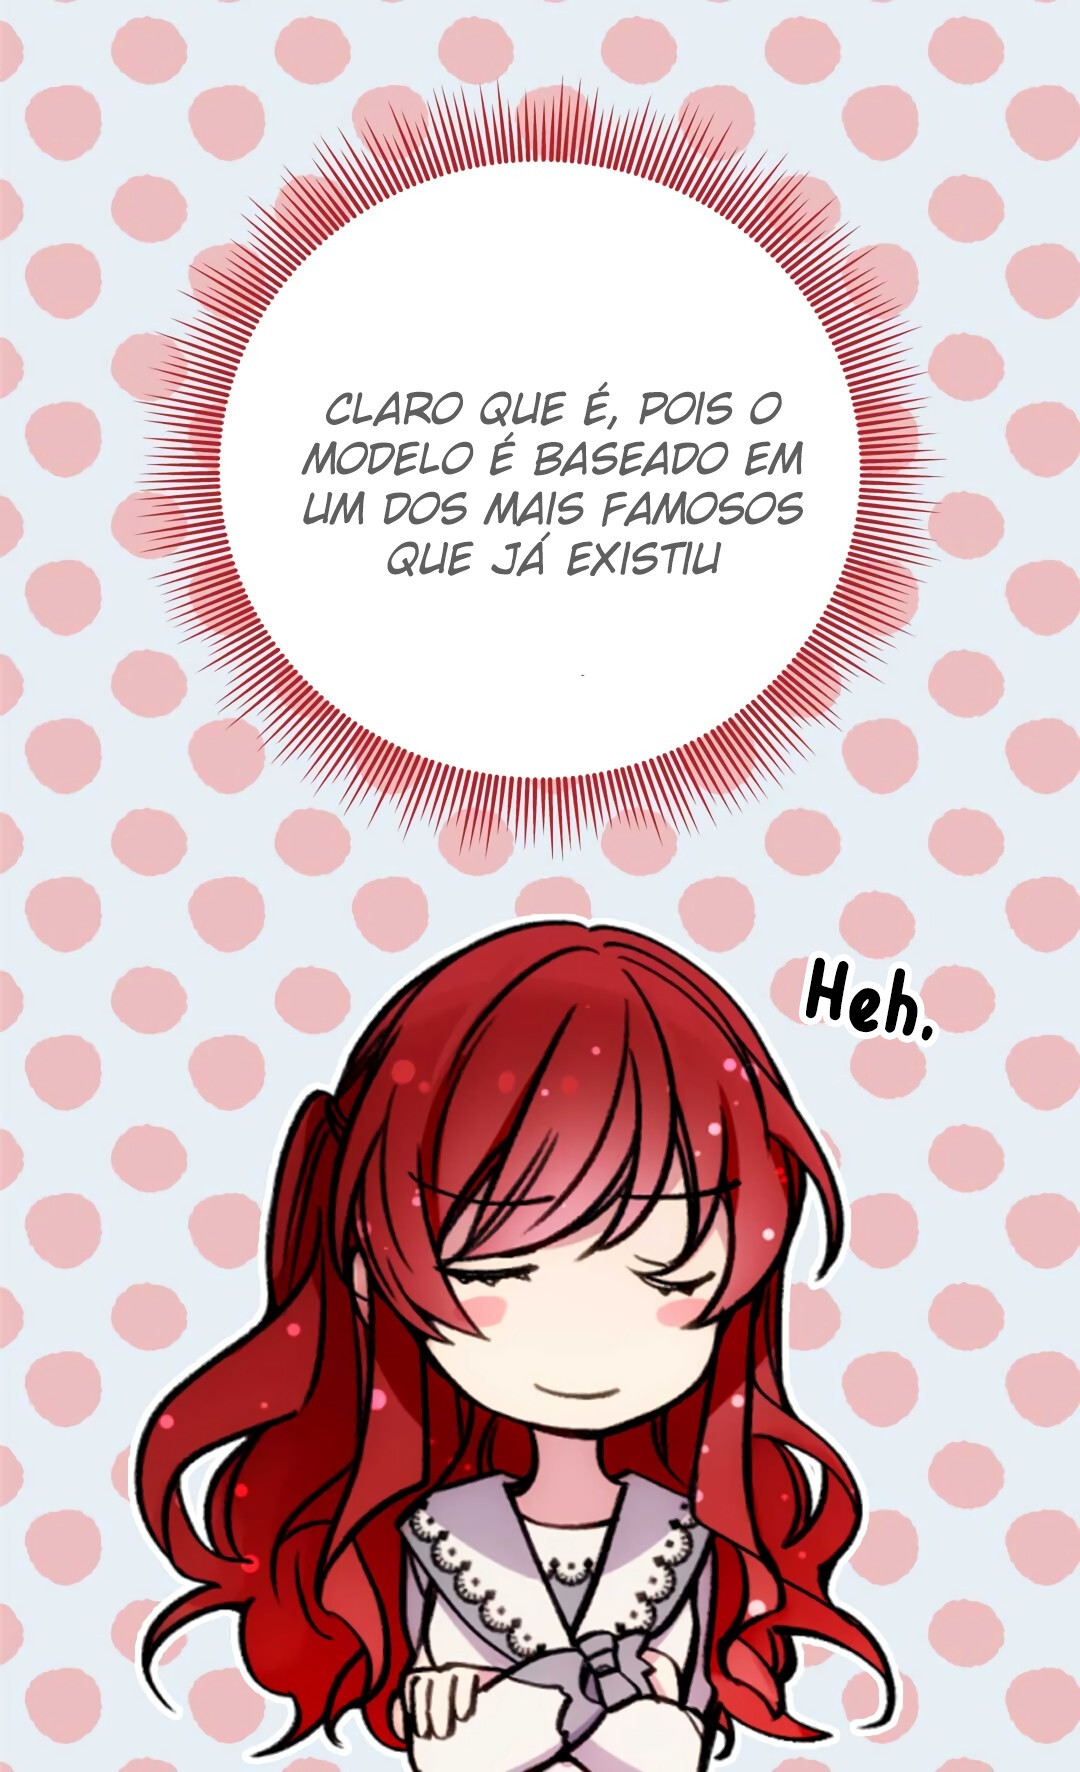 CLARO QUE É, POIS O
MODELO É BASEADO EM
UM DOS MAIS FAMOSOS
QUE JÁ EXISTIU
Heh.